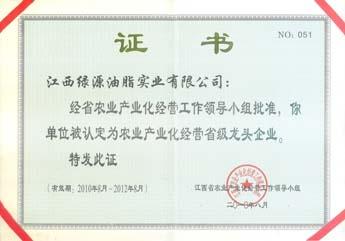 证 书
NO: 051
江西绿源油脂实业有限公司：
经省农业产业化经营工作领导小组批准，你
单位被认定为农业产业化经营省级龙头企业。
特发此证
（有效期：2010年8月－2012年8月）
江西省农业产业化经营工作领导小组
二〇一〇年八月